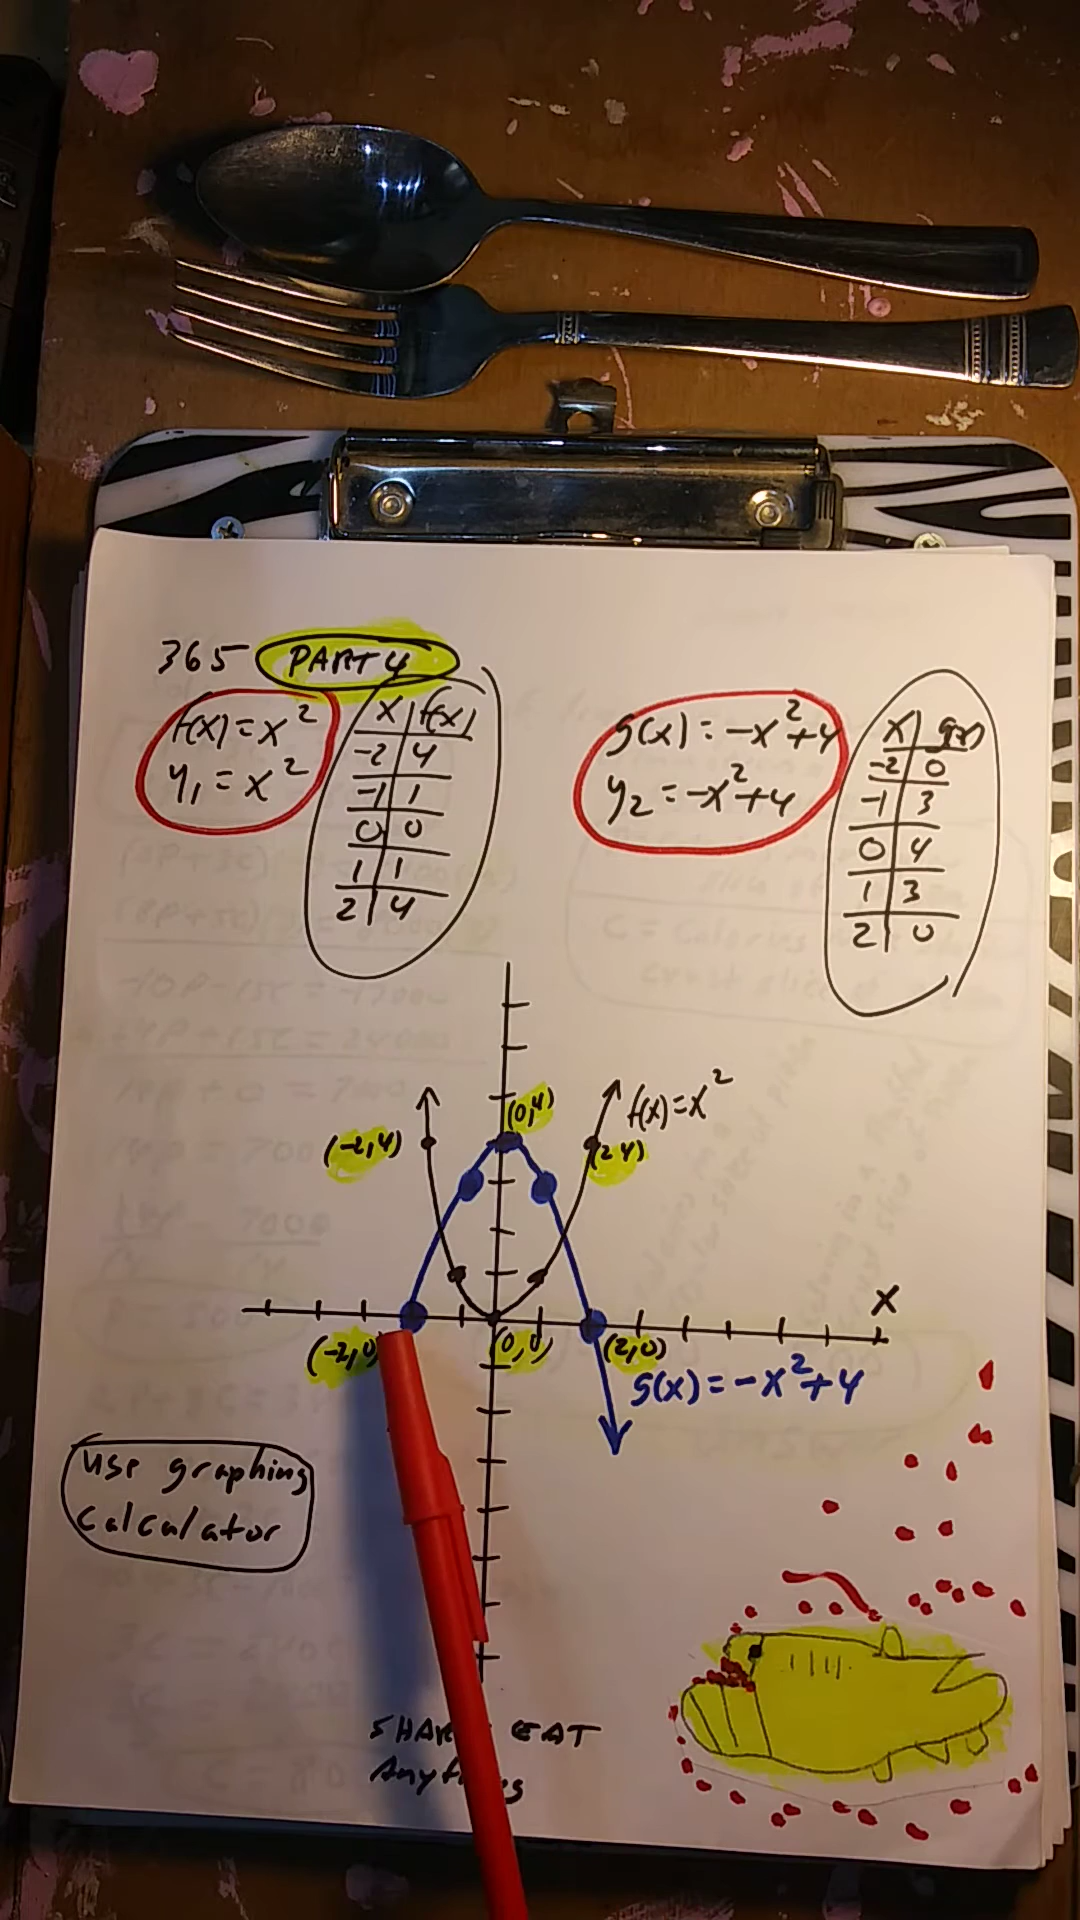 365 PART 4
f(x) = x²
y₁ = x²
x | f(x)
-2 | 4
-1 | 1
0 | 0
1 | 1
2 | 4
g(x) = -x²+4
y₂ = -x²+4
x | g(x)
-2 | 0
-1 | 3
0 | 4
1 | 3
2 | 0
(0,4)
f(x)=x²
(-2,4)
(2 4)
x
(-2,0)
(0,0)
(2,0)
g(x) = -x²+4
use graphing
calculator
EAT